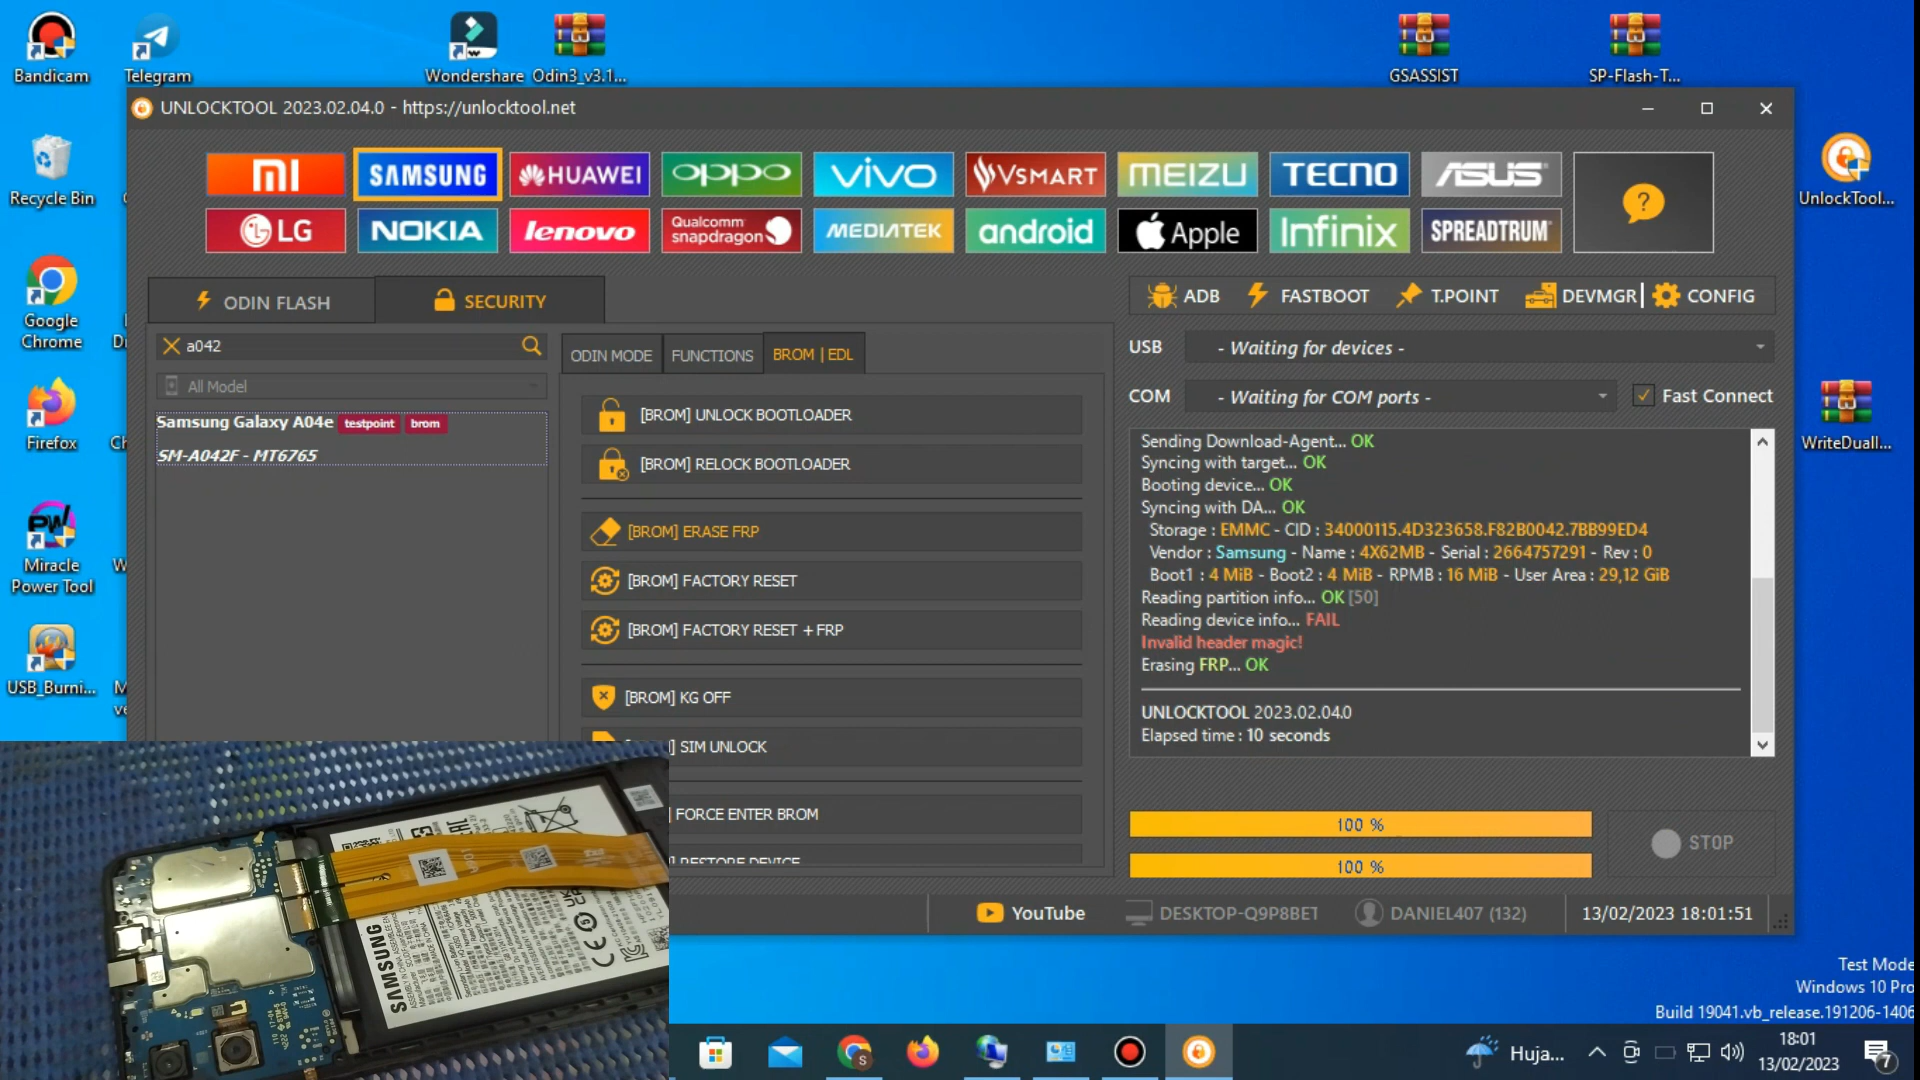 Bandicam
Telegram
Wondershare
Odin3_v3.1...
GSASSIST
SP-Flash-T...
Recycle Bin
Google
Chrome
Firefox
Miracle
Power Tool
USB_Burni...
UnlockTool...
WriteDuall...
UNLOCKTOOL 2023.02.04.0 - https://unlocktool.net
SAMSUNG
HUAWEI
oppo
vivo
VSMART
MEIZU
TECNO
ASUS
LG
NOKIA
lenovo
Qualcomm
snapdragon
MEDIATEK
android
Apple
Infinix
SPREADTRUM
?
ODIN FLASH
SECURITY
ADB
FASTBOOT
T.POINT
DEVMGR
CONFIG
a042
All Model
Samsung Galaxy A04e testpoint brom
SM-A042F - MT6765
ODIN MODE
FUNCTIONS
BROM | EDL
[BROM] UNLOCK BOOTLOADER
[BROM] RELOCK BOOTLOADER
[BROM] ERASE FRP
[BROM] FACTORY RESET
[BROM] FACTORY RESET + FRP
[BROM] KG OFF
] SIM UNLOCK
FORCE ENTER BROM
] RESTORE DEVICE
USB - Waiting for devices -
COM - Waiting for COM ports -
Fast Connect
Sending Download-Agent... OK
Syncing with target... OK
Booting device... OK
Syncing with DA... OK
Storage : EMMC - CID : 34000115.4D323658.F82B0042.7BB99ED4
Vendor : Samsung - Name : 4X62MB - Serial : 2664757291 - Rev : 0
Boot1 : 4 MiB - Boot2 : 4 MiB - RPMB : 16 MiB - User Area : 29,12 GiB
Reading partition info... OK [50]
Reading device info... FAIL
Invalid header magic!
Erasing FRP... OK
UNLOCKTOOL 2023.02.04.0
Elapsed time : 10 seconds
100 %
100 %
STOP
YouTube
DESKTOP-Q9P8BET
DANIEL407 (132)
13/02/2023 18:01:51
SAMSUNG
Test Mode
Windows 10 Pro
Build 19041.vb_release.191206-1406
Huja...
18:01
13/02/2023
7